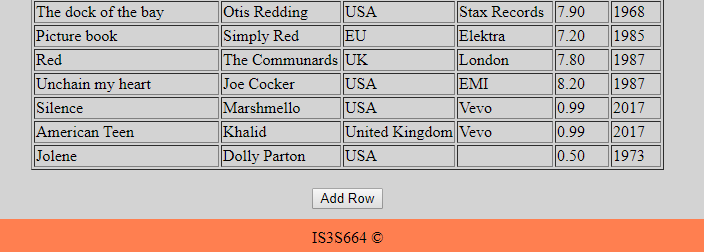 The dock of the bay Otis Redding USA Stax Records 7.90 1968
Picture book Simply Red EU Elektra 7.20 1985
Red The Communards UK London 7.80 1987
Unchain my heart Joe Cocker USA EMI 8.20 1987
Silence Marshmello USA Vevo 0.99 2017
American Teen Khalid United Kingdom Vevo 0.99 2017
Jolene Dolly Parton USA 0.50 1973
Add Row
IS3S664 ©